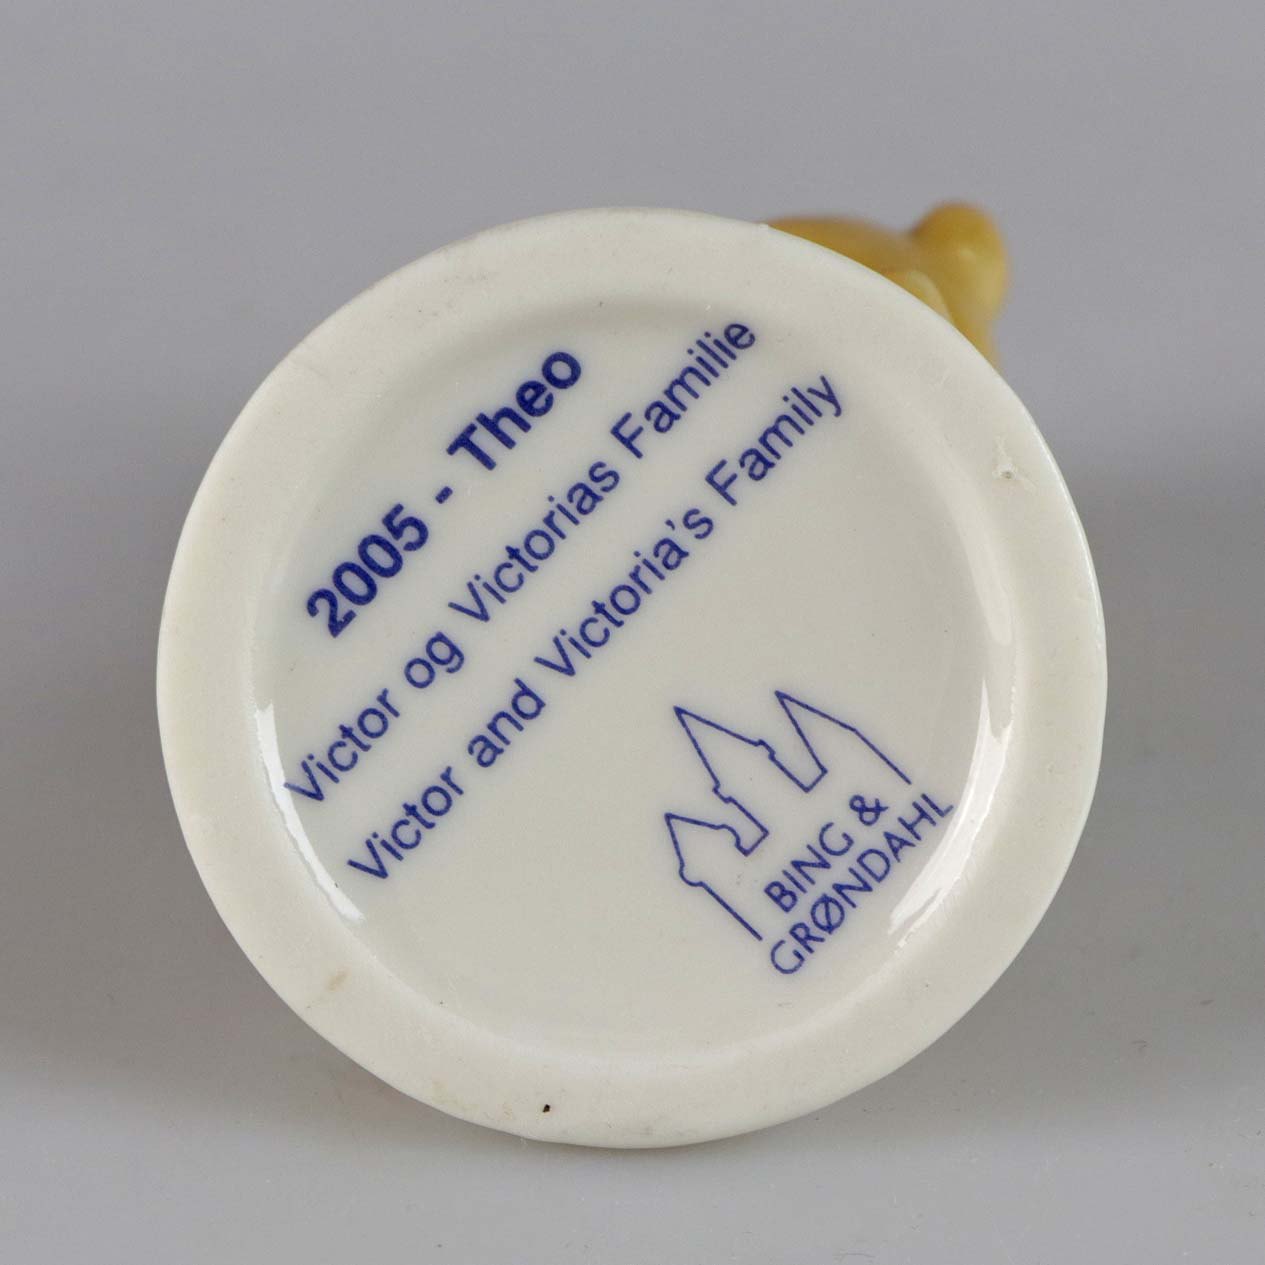 2005 - Theo
Victor og Victorias Familie
Victor and Victoria's Family
BING &
GRØNDAHL